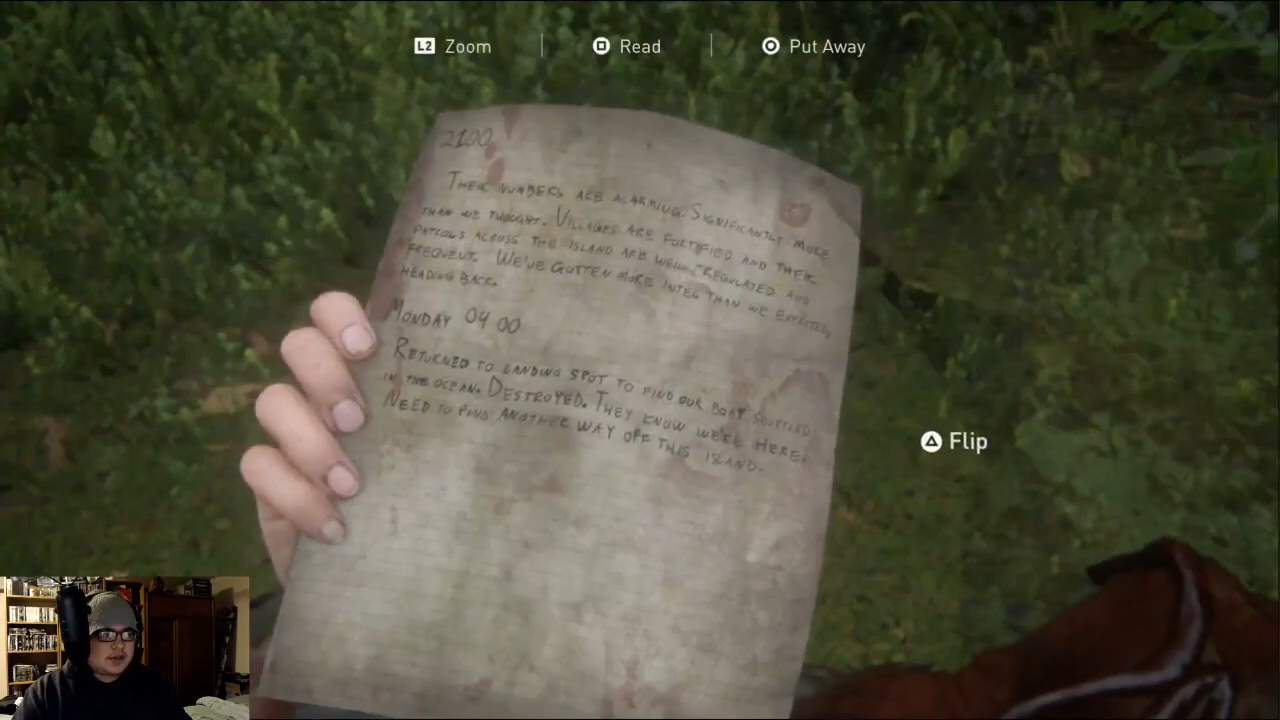 L2 Zoom | Read | Put Away
2100
THEIR NUMBERS ARE ALARMING. SIGNIFICANTLY MORE
THAN WE THOUGHT. VILLAGES ARE FORTIFIED AND THEIR
PATROLS ACROSS THE ISLAND ARE WELL-REGULATED AND
FREQUENT. WE'VE GOTTEN MORE INTEL THAN WE EXPECTED,
HEADING BACK.
MONDAY 0400
RETURNED TO LANDING SPOT TO FIND OUR BOAT SCUTTLED
IN THE OCEAN. DESTROYED. THEY KNOW WE'RE HERE.
NEED TO FIND ANOTHER WAY OFF THIS ISLAND.
Flip